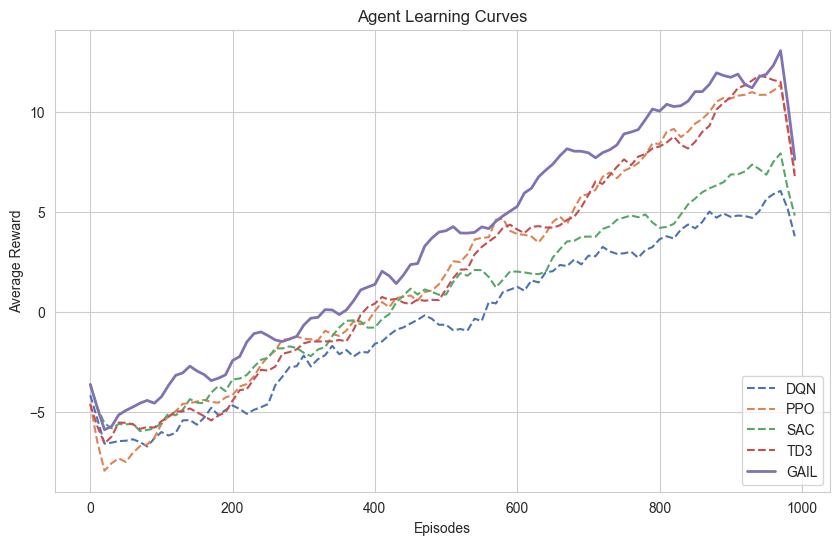 Agent Learning Curves
Average Reward
10
5
0
−5
0
200
400
600
800
1000
Episodes
DQN
PPO
SAC
TD3
GAIL